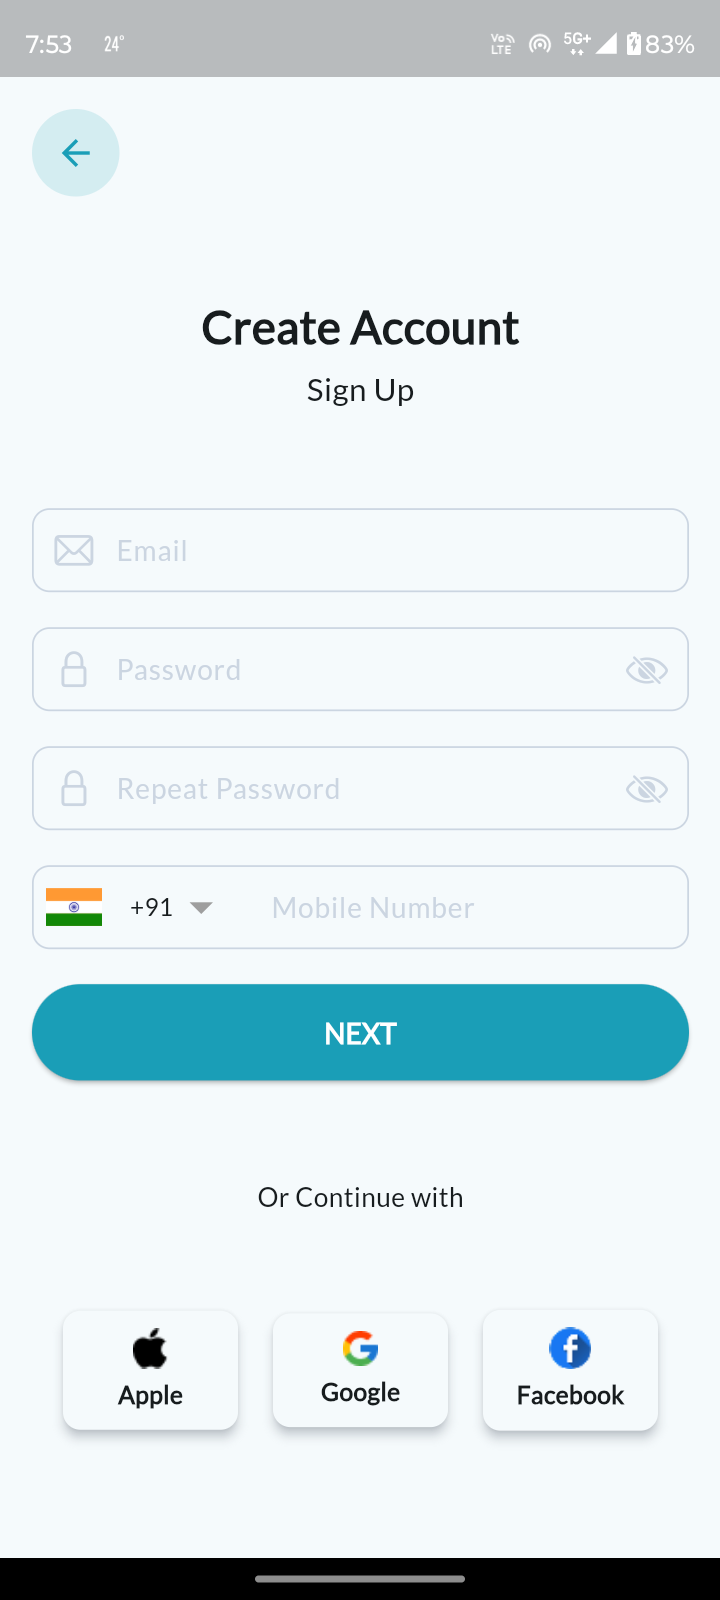 7:53 24° Vo LTE 5G+ 83%
Create Account
Sign Up
Email
Password
Repeat Password
+91 Mobile Number
NEXT
Or Continue with
Apple Google Facebook